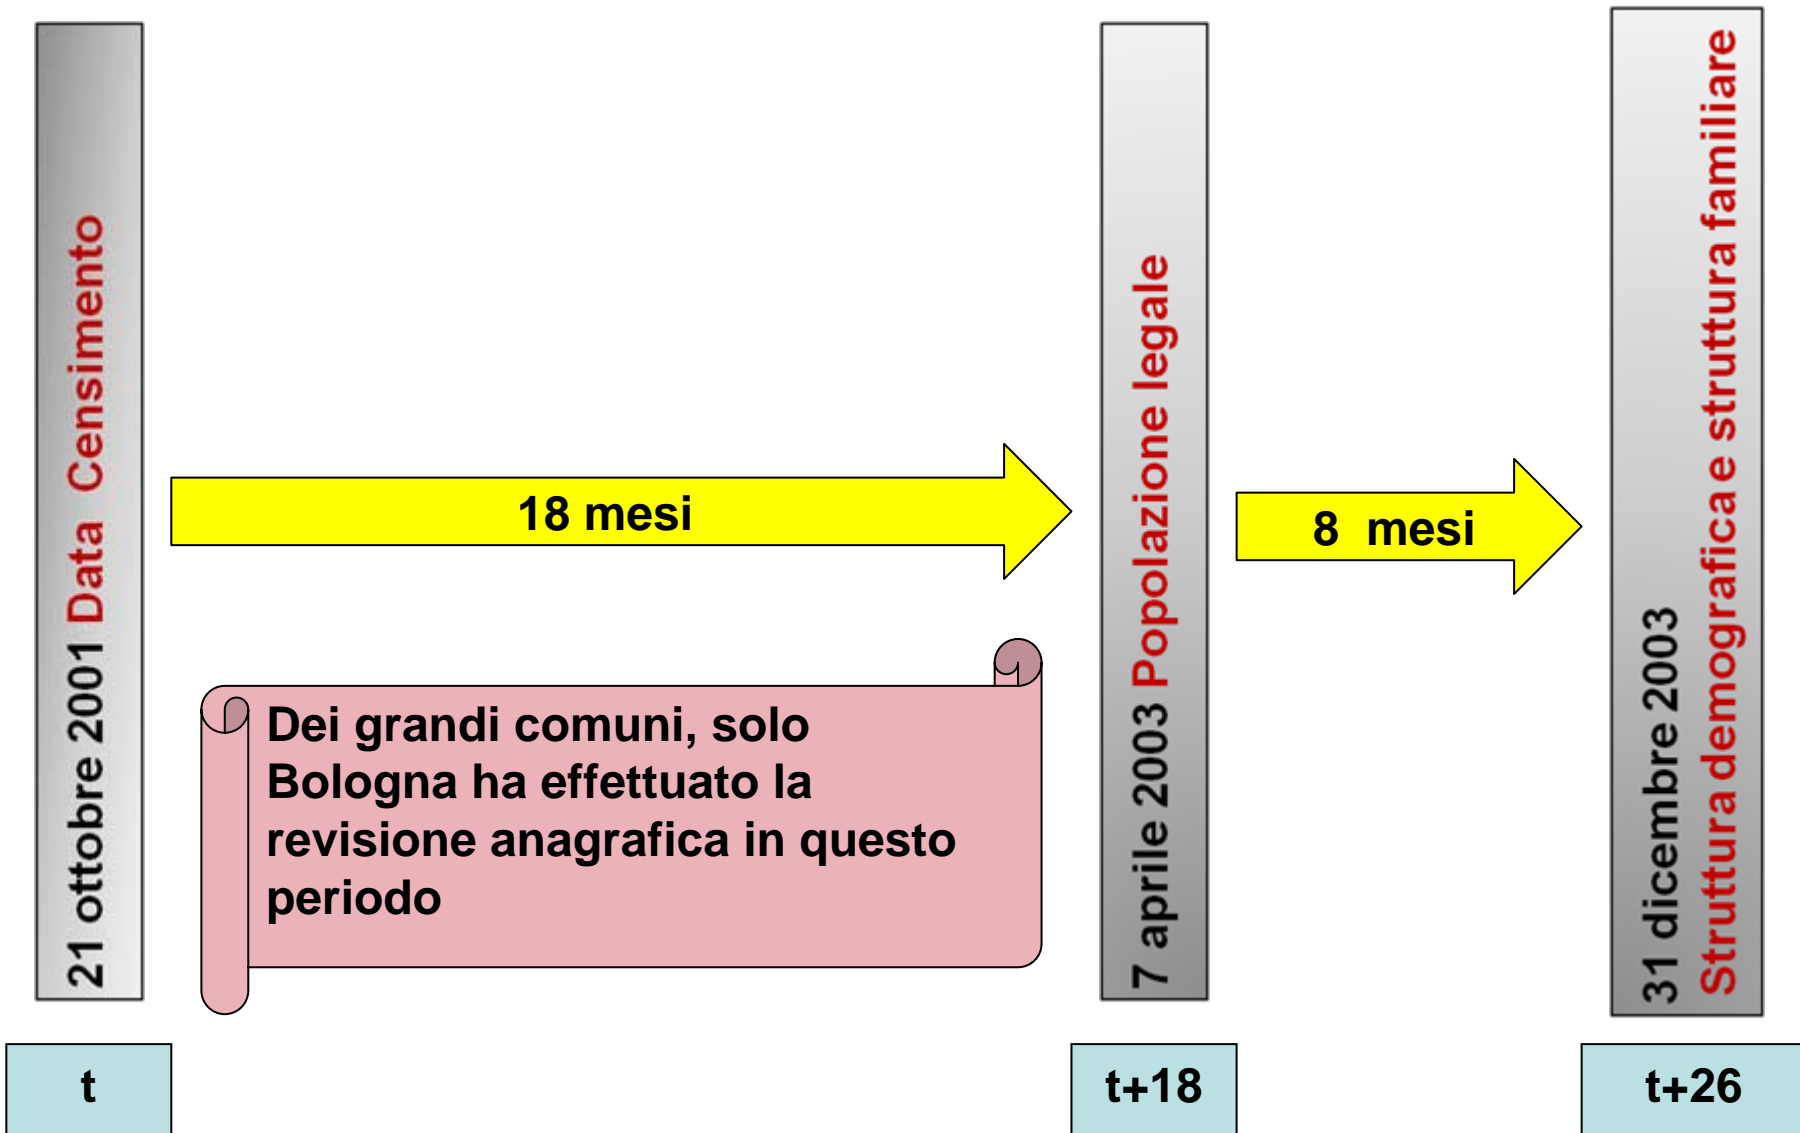 21 ottobre 2001 Data Censimento
18 mesi
Dei grandi comuni, solo
Bologna ha effettuato la
revisione anagrafica in questo
periodo
7 aprile 2003 Popolazione legale
8 mesi
31 dicembre 2003
Struttura demografica e struttura familiare
t
t+18
t+26